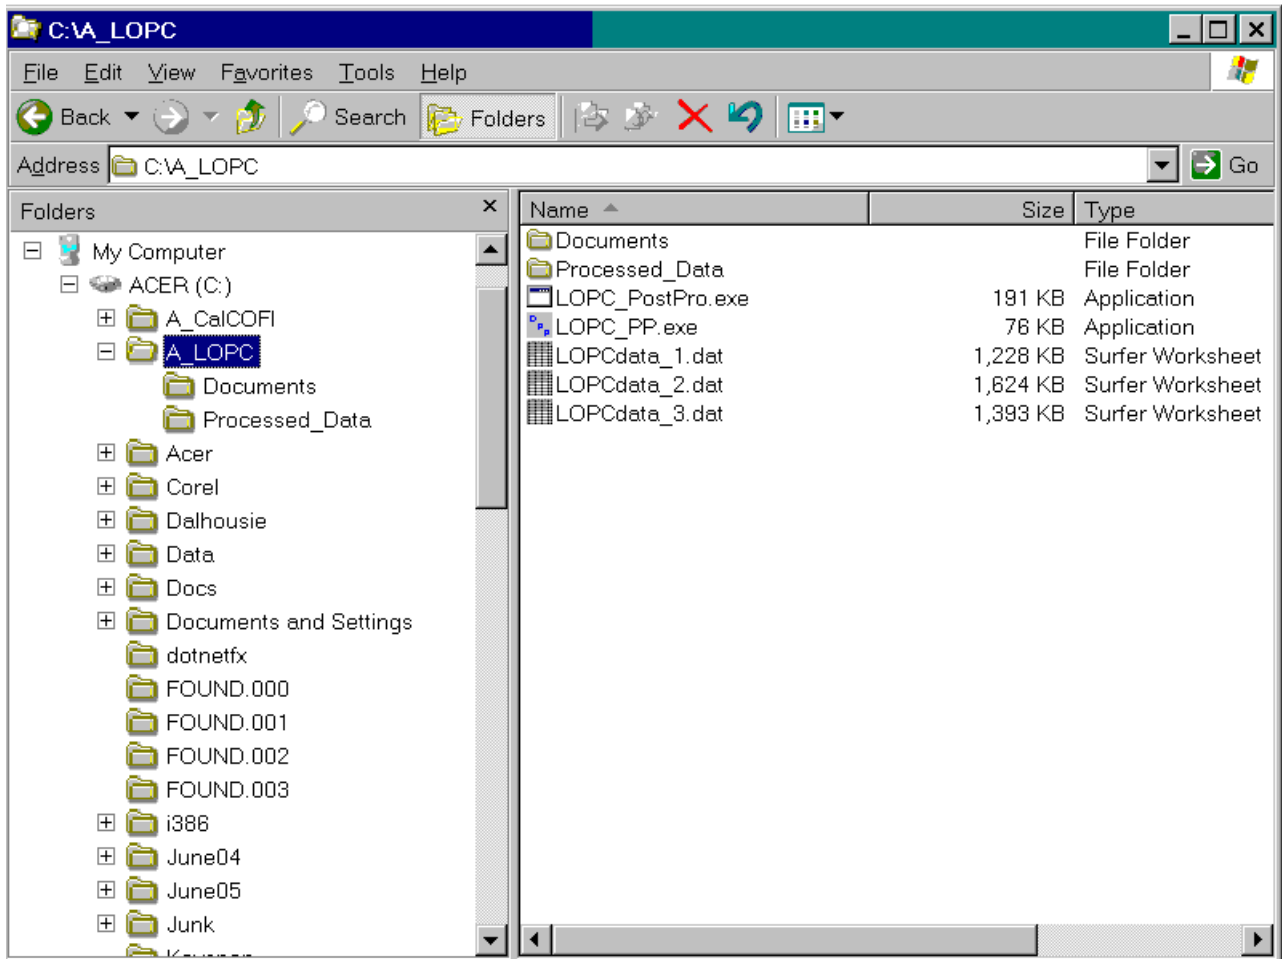 C:\A_LOPC
File Edit View Favorites Tools Help
Back Search Folders
Address C:\A_LOPC Go
Folders
My Computer
ACER (C:)
A_CalCOFI
A_LOPC
Documents
Processed_Data
Acer
Corel
Dalhousie
Data
Docs
Documents and Settings
dotnetfx
FOUND.000
FOUND.001
FOUND.002
FOUND.003
i386
June04
June05
Junk
Name Size Type
Documents File Folder
Processed_Data File Folder
LOPC_PostPro.exe 191 KB Application
LOPC_PP.exe 76 KB Application
LOPCdata_1.dat 1,228 KB Surfer Worksheet
LOPCdata_2.dat 1,624 KB Surfer Worksheet
LOPCdata_3.dat 1,393 KB Surfer Worksheet